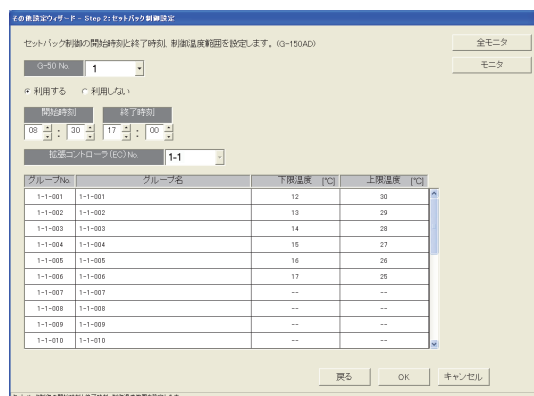 その他設定ウィザード - Step 2:セットバック制御設定
セットバック制御の開始時刻と終了時刻、制御温度範囲を設定します。(G-150AD)
全モニタ
G-50 No.
1
モニタ
利用する 利用しない
開始時刻 終了時刻
08 : 30 17 : 00
拡張コントローラ(EC)No.
1-1
グループNo. グループ名 下限温度 [℃] 上限温度 [℃]
1-1-001 1-1-001 12 30
1-1-002 1-1-002 13 29
1-1-003 1-1-003 14 28
1-1-004 1-1-004 15 27
1-1-005 1-1-005 16 26
1-1-006 1-1-006 17 25
1-1-007 1-1-007 -- --
1-1-008 1-1-008 -- --
1-1-009 1-1-009 -- --
1-1-010 1-1-010 -- --
戻る OK キャンセル